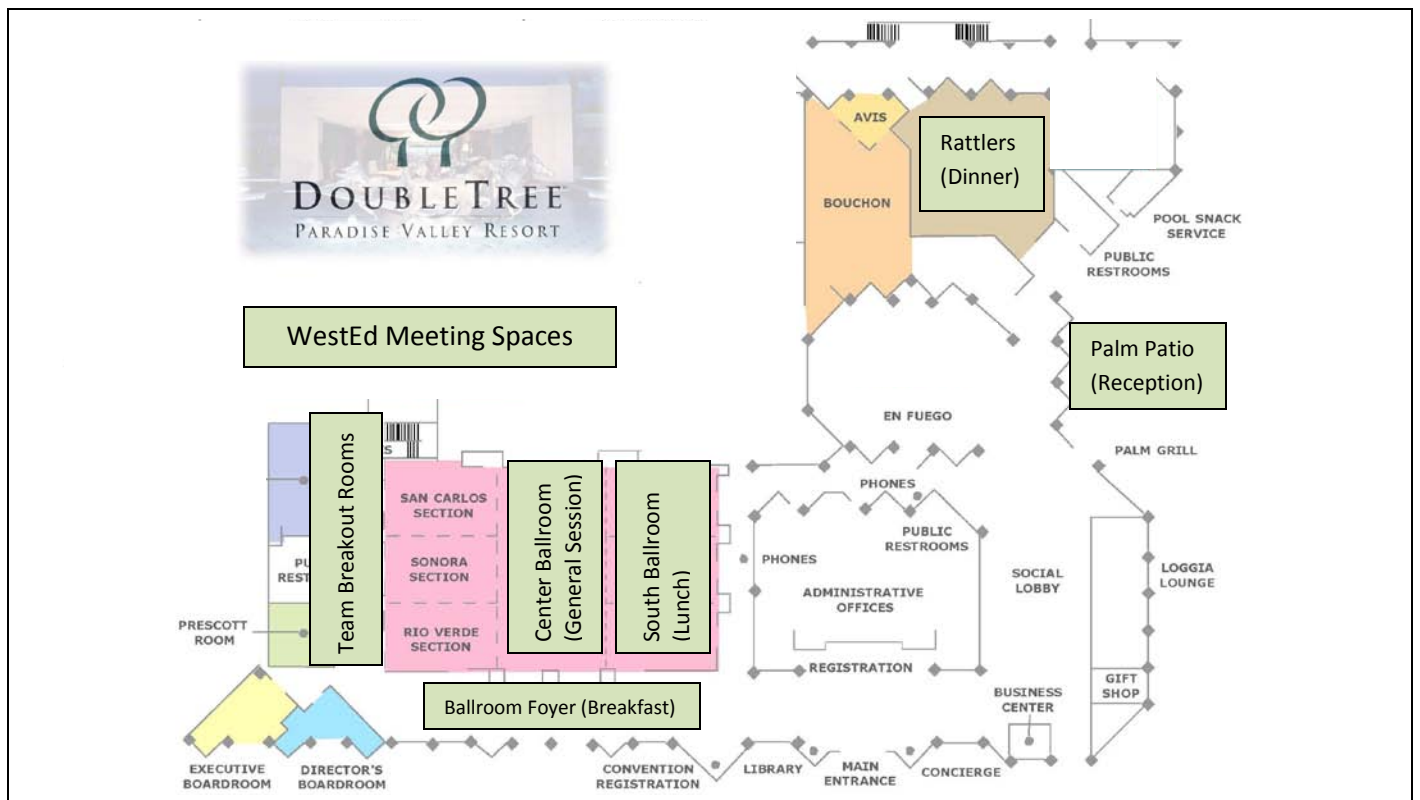 AVIS
Rattlers
(Dinner)
BOUCHON
POOL SNACK
SERVICE
PUBLIC
RESTROOMS
DOUBLETREE
PARADISE VALLEY RESORT
WestEd Meeting Spaces
Palm Patio
(Reception)
EN FUEGO
PALM GRILL
PHONES
PUBLIC
RESTROOMS
PHONES
Team Breakout Rooms
S
SAN CARLOS
SECTION
SONORA
SECTION
RIO VERDE
SECTION
Center Ballroom
(General Session)
South Ballroom
(Lunch)
PU
REST
PRESCOTT
ROOM
ADMINISTRATIVE
OFFICES
SOCIAL
LOBBY
LOGGIA
LOUNGE
REGISTRATION
GIFT
SHOP
BUSINESS
CENTER
Ballroom Foyer (Breakfast)
EXECUTIVE
BOARDROOM
DIRECTOR'S
BOARDROOM
CONVENTION
REGISTRATION
LIBRARY
MAIN
ENTRANCE
CONCIERGE